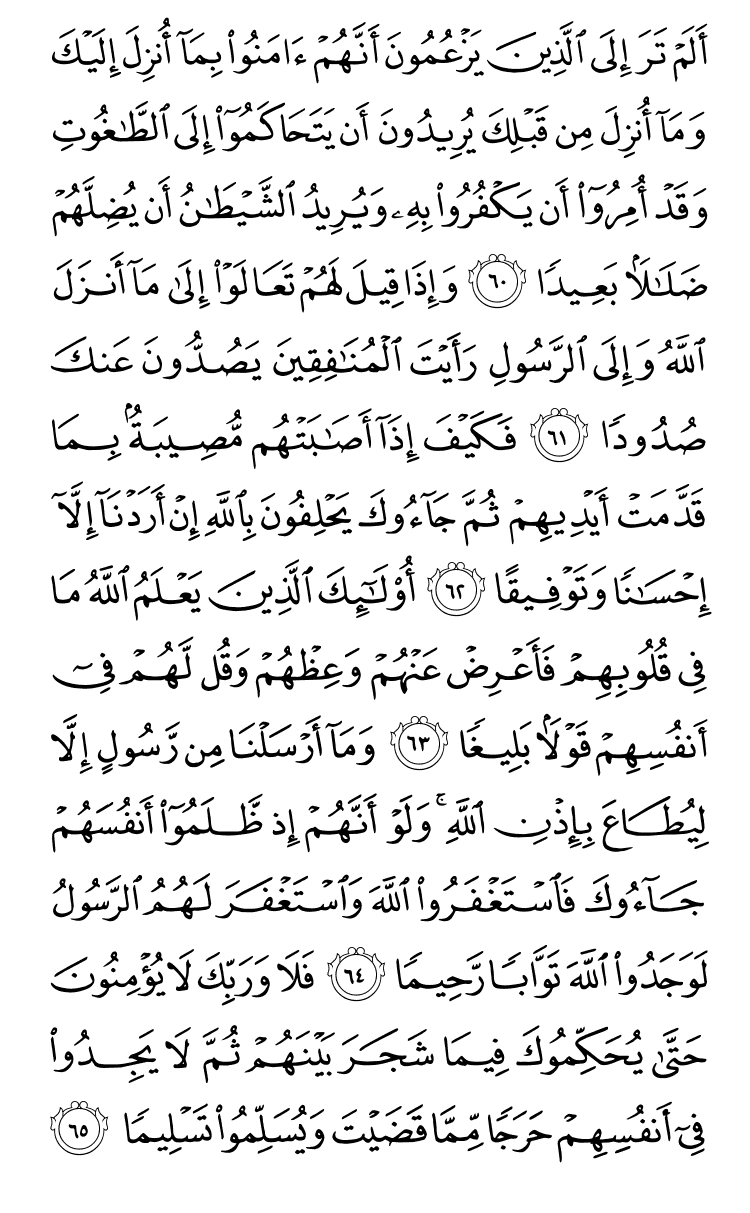 أَلَمۡ تَرَ إِلَى ٱلَّذِينَ يَزۡعُمُونَ أَنَّهُمۡ ءَامَنُواْ بِمَآ أُنزِلَ إِلَيۡكَ
وَمَآ أُنزِلَ مِن قَبۡلِكَ يُرِيدُونَ أَن يَتَحَاكَمُوٓاْ إِلَى ٱلطَّٰغُوتِ
وَقَدۡ أُمِرُوٓاْ أَن يَكۡفُرُواْ بِهِۦ وَيُرِيدُ ٱلشَّيۡطَٰنُ أَن يُضِلَّهُمۡ
ضَلَٰلَۢا بَعِيدٗا ٦٠ وَإِذَا قِيلَ لَهُمۡ تَعَالَوۡاْ إِلَىٰ مَآ أَنزَلَ
ٱللَّهُ وَإِلَى ٱلرَّسُولِ رَأَيۡتَ ٱلۡمُنَٰفِقِينَ يَصُدُّونَ عَنكَ
صُدُودٗا ٦١ فَكَيۡفَ إِذَآ أَصَٰبَتۡهُم مُّصِيبَةُۢ بِمَا
قَدَّمَتۡ أَيۡدِيهِمۡ ثُمَّ جَآءُوكَ يَحۡلِفُونَ بِٱللَّهِ إِنۡ أَرَدۡنَآ إِلَّآ
إِحۡسَٰنٗا وَتَوۡفِيقًا ٦٢ أُوْلَٰٓئِكَ ٱلَّذِينَ يَعۡلَمُ ٱللَّهُ مَا
فِي قُلُوبِهِمۡ فَأَعۡرِضۡ عَنۡهُمۡ وَعِظۡهُمۡ وَقُل لَّهُمۡ فِيٓ
أَنفُسِهِمۡ قَوۡلَۢا بَلِيغٗا ٦٣ وَمَآ أَرۡسَلۡنَا مِن رَّسُولٍ إِلَّا
لِيُطَاعَ بِإِذۡنِ ٱللَّهِۚ وَلَوۡ أَنَّهُمۡ إِذ ظَّلَمُوٓاْ أَنفُسَهُمۡ
جَآءُوكَ فَٱسۡتَغۡفَرُواْ ٱللَّهَ وَٱسۡتَغۡفَرَ لَهُمُ ٱلرَّسُولُ
لَوَجَدُواْ ٱللَّهَ تَوَّابٗا رَّحِيمٗا ٦٤ فَلَا وَرَبِّكَ لَا يُؤۡمِنُونَ
حَتَّىٰ يُحَكِّمُوكَ فِيمَا شَجَرَ بَيۡنَهُمۡ ثُمَّ لَا يَجِدُواْ
فِيٓ أَنفُسِهِمۡ حَرَجٗا مِّمَّا قَضَيۡتَ وَيُسَلِّمُواْ تَسۡلِيمٗا ٦٥